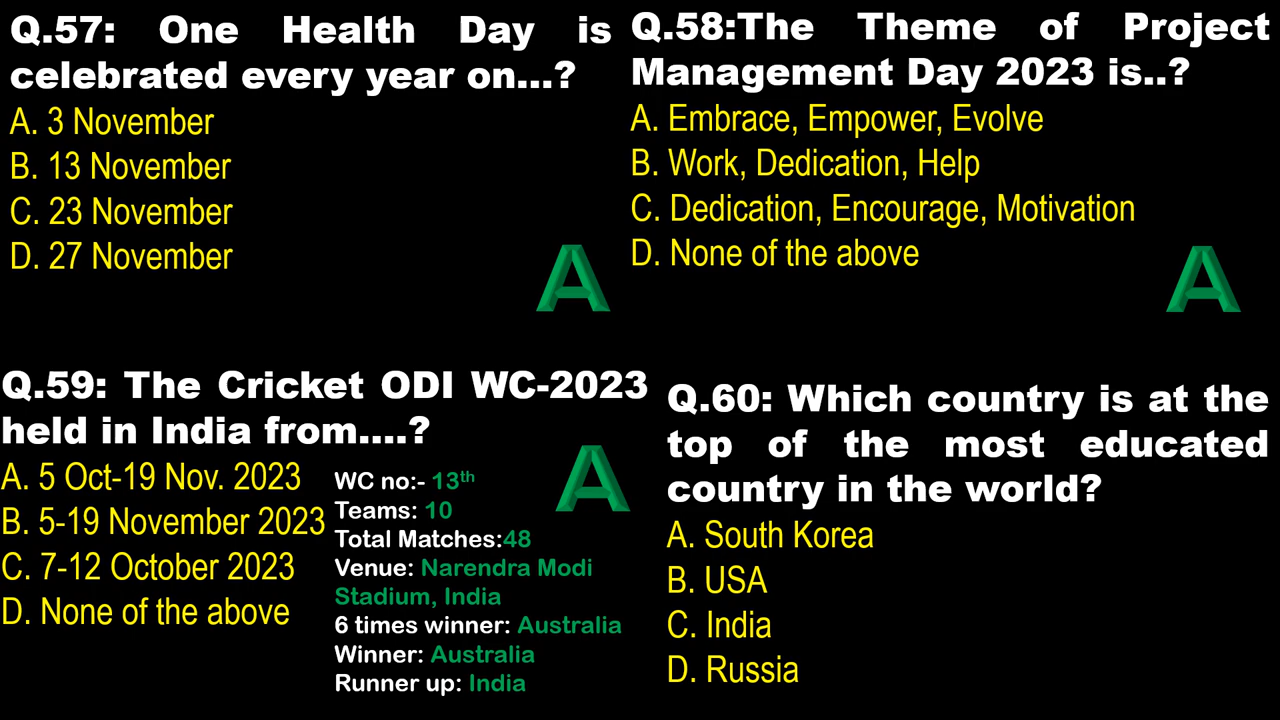 Q.57: One Health Day is
celebrated every year on...?
A. 3 November
B. 13 November
C. 23 November
D. 27 November
A
Q.58:The Theme of Project
Management Day 2023 is..?
A. Embrace, Empower, Evolve
B. Work, Dedication, Help
C. Dedication, Encourage, Motivation
D. None of the above
A
Q.59: The Cricket ODI WC-2023
held in India from....?
A. 5 Oct-19 Nov. 2023
B. 5-19 November 2023
C. 7-12 October 2023
D. None of the above
WC no:- 13th
Teams: 10
Total Matches:48
Venue: Narendra Modi
Stadium, India
6 times winner: Australia
Winner: Australia
Runner up: India
A
Q.60: Which country is at the
top of the most educated
country in the world?
A. South Korea
B. USA
C. India
D. Russia